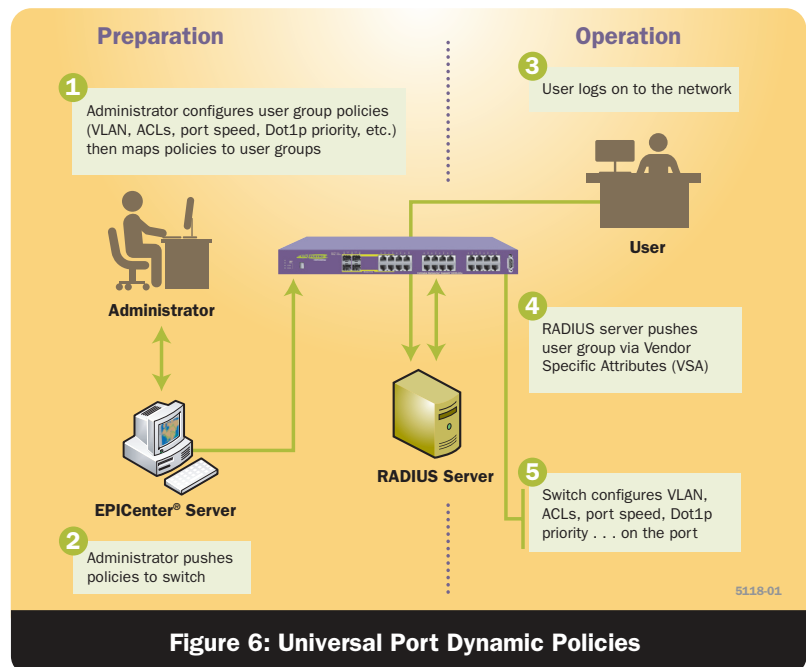 Preparation
Operation
1
Administrator configures user group policies
(VLAN, ACLs, port speed, Dot1p priority, etc.)
then maps policies to user groups
3
User logs on to the network
User
Administrator
4
RADIUS server pushes
user group via Vendor
Specific Attributes (VSA)
RADIUS Server
EPICenter® Server
5
Switch configures VLAN,
ACLs, port speed, Dot1p
priority . . . on the port
2
Administrator pushes
policies to switch
5118-01
Figure 6: Universal Port Dynamic Policies